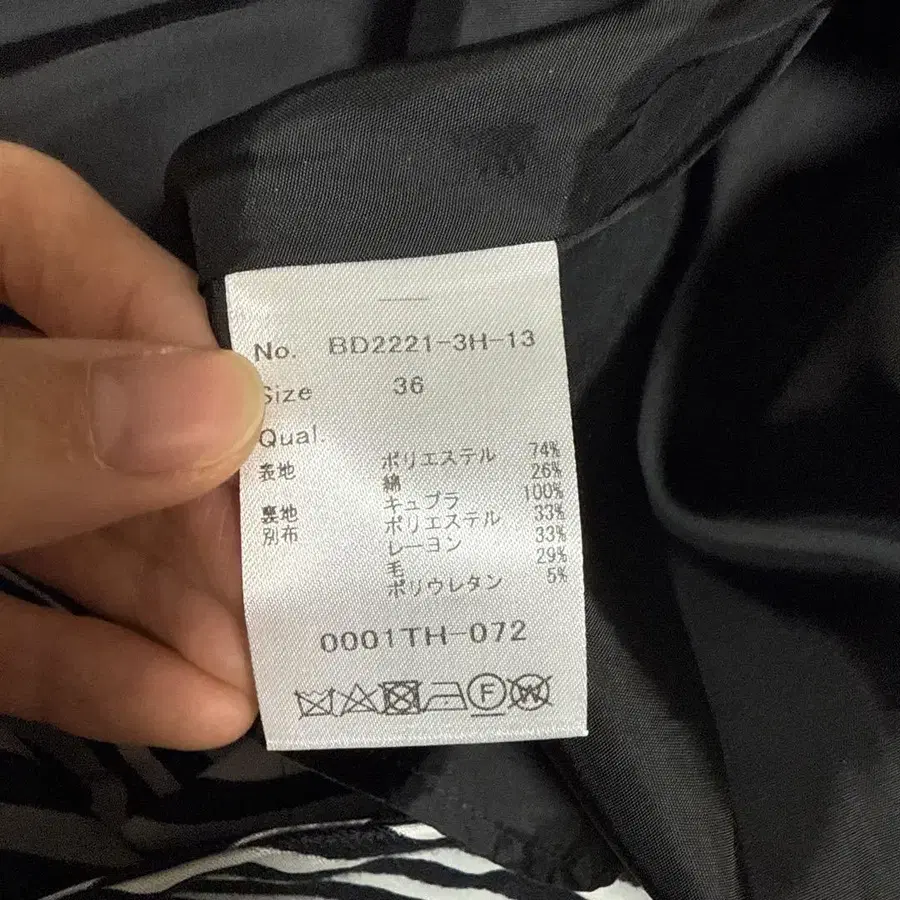 No. BD2221-3H-13
Size 36
Qual.
表地 ポリエステル 74%
綿 26%
裏地 キュプラ 100%
別布 ポリエステル 33%
レーヨン 33%
毛 29%
ポリウレタン 5%
0001TH-072
F W